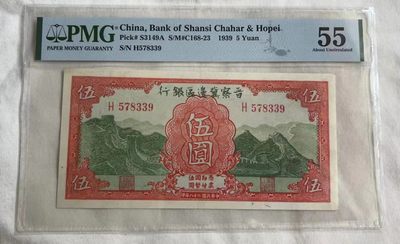 PMG
PAPER MONEY GUARANTY
China, Bank of Shansi Chahar & Hopei
Pick# S3149A S/M#C168-23 1939 5 Yuan
S/N H578339
55
About Uncirculated
行銀區邊冀察晉
H 578339
H 578339
伍
伍
伍圓
伍
伍